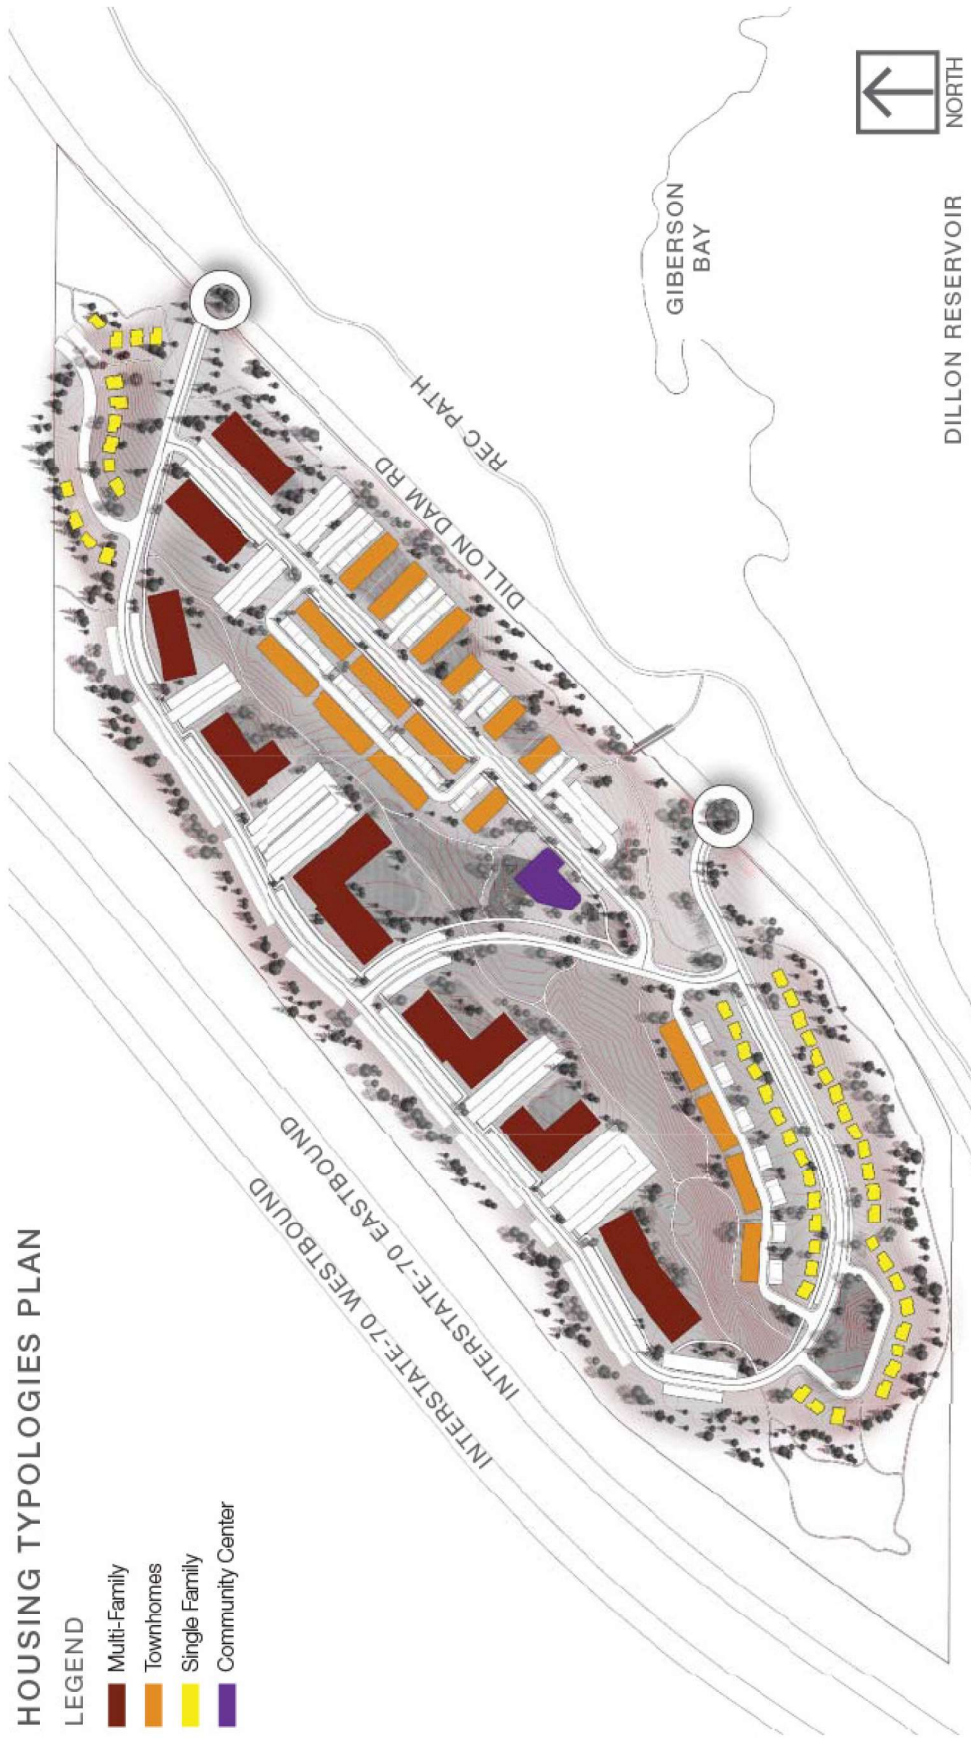 HOUSING TYPOLOGIES PLAN
LEGEND
Multi-Family
Townhomes
Single Family
Community Center
INTERSTATE-70 WESTBOUND
INTERSTATE-70 EASTBOUND
DILLON DAM RD
REC PATH
GIBERSON
BAY
DILLON RESERVOIR
NORTH